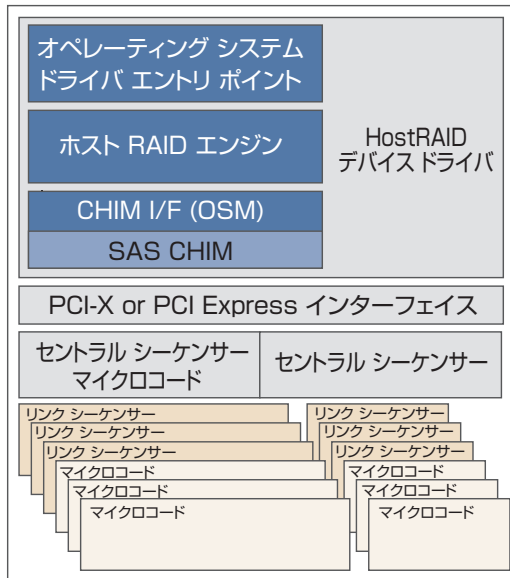 オペレーティング システム
ドライバ エントリ ポイント
ホスト RAID エンジン
CHIM I/F (OSM)
SAS CHIM
HostRAID
デバイス ドライバ
PCI-X or PCI Express インターフェイス
セントラル シーケンサー
マイクロコード
セントラル シーケンサー
リンク シーケンサー
リンク シーケンサー
リンク シーケンサー
マイクロコード
マイクロコード
マイクロコード
リンク シーケンサー
リンク シーケンサー
リンク シーケンサー
マイクロコード
マイクロコード
マイクロコード